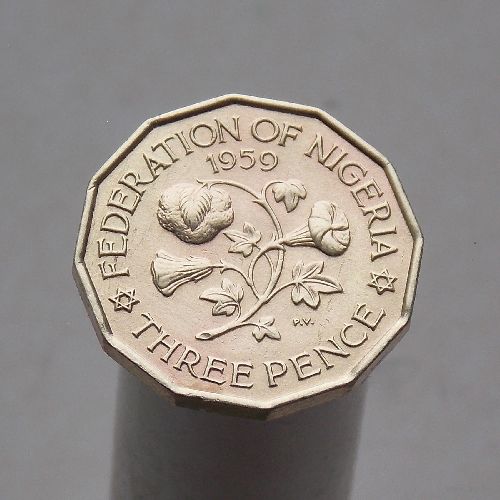 FEDERATION OF NIGERIA
1959
P.V.
THREE PENCE